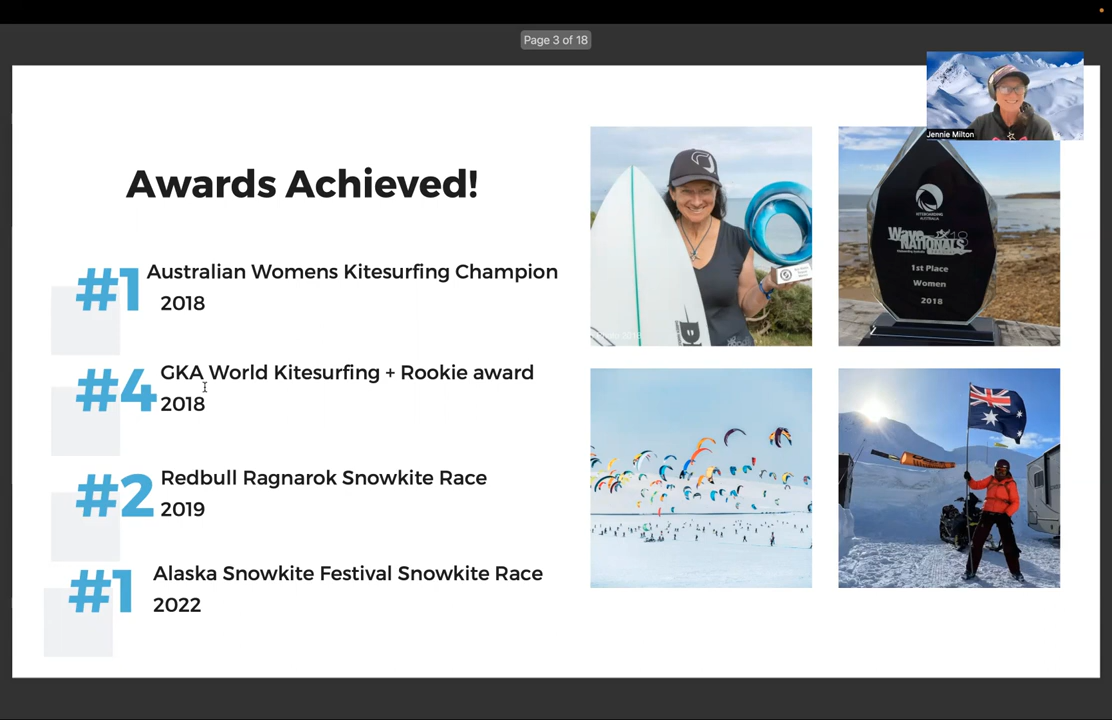 Page 3 of 18
Jennie Milton
Awards Achieved!
#1
Australian Womens Kitesurfing Champion
2018
#4
GKA World Kitesurfing + Rookie award
2018
#2
Redbull Ragnarok Snowkite Race
2019
#1
Alaska Snowkite Festival Snowkite Race
2022
KITEBOARDING
AUSTRALIA
Wave
NATIONALS
1st Place
Women
2018